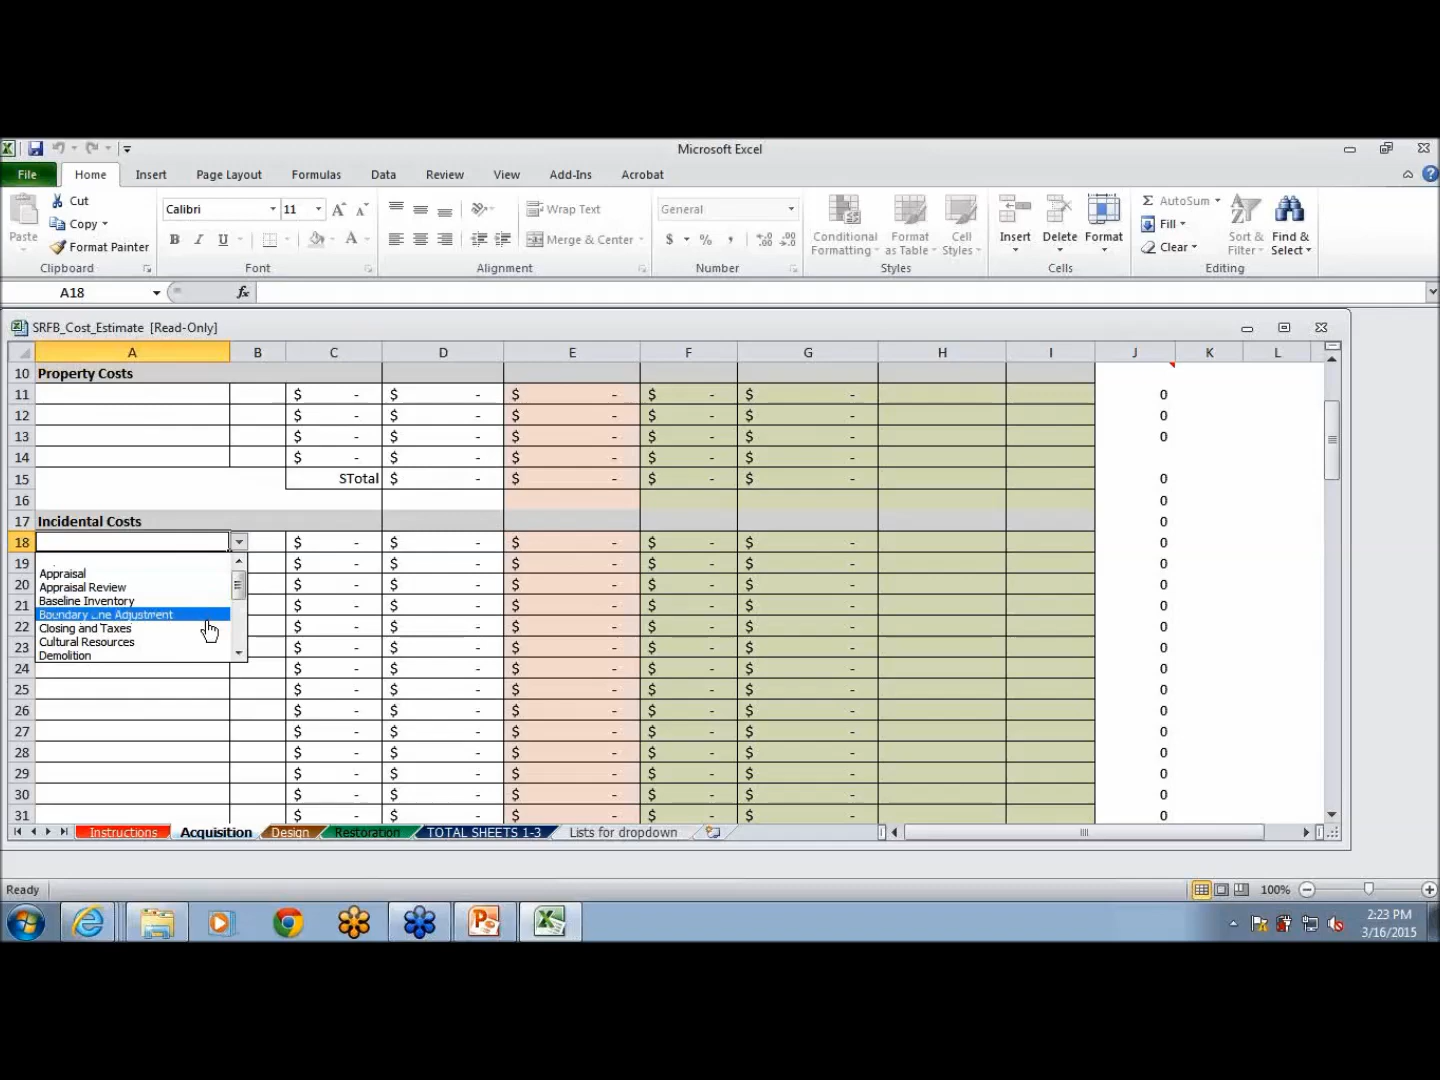 Microsoft Excel
File Home Insert Page Layout Formulas Data Review View Add-Ins Acrobat
Paste
Cut
Copy
Format Painter
Clipboard
Calibri 11
B I U
Font
Wrap Text
Merge & Center
Alignment
General
$ % ,
Number
Conditional Formatting
Format as Table
Cell Styles
Styles
Insert Delete Format
Cells
Σ AutoSum
Fill
Clear
Sort & Filter
Find & Select
Editing
A18 fx
SRFB_Cost_Estimate [Read-Only]
A B C D E F G H I J K L
10 Property Costs
11 $ - $ - $ - $ - $ - 0
12 $ - $ - $ - $ - $ - 0
13 $ - $ - $ - $ - $ - 0
14 $ - $ - $ - $ - $ -
15 STotal $ - $ - $ - $ - 0
16 0
17 Incidental Costs 0
18 $ - $ - $ - $ - $ - 0
19 $ - $ - $ - $ - $ - 0
Appraisal
20 $ - $ - $ - $ - $ - 0
Appraisal Review
Baseline Inventory
21 $ - $ - $ - $ - $ - 0
Boundary Line Adjustment
22 $ - $ - $ - $ - $ - 0
Closing and Taxes
Cultural Resources
23 $ - $ - $ - $ - $ - 0
Demolition
24 $ - $ - $ - $ - $ - 0
25 $ - $ - $ - $ - $ - 0
26 $ - $ - $ - $ - $ - 0
27 $ - $ - $ - $ - $ - 0
28 $ - $ - $ - $ - $ - 0
29 $ - $ - $ - $ - $ - 0
30 $ - $ - $ - $ - $ - 0
31 $ - $ - $ - $ - $ - 0
Instructions Acquisition Design Restoration TOTAL SHEETS 1-3 Lists for dropdown
Ready 100%
2:23 PM
3/16/2015